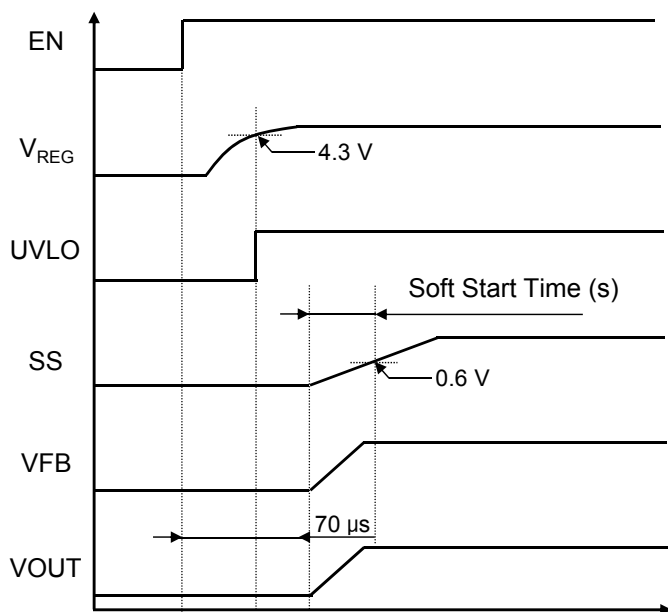 EN
V_REG
4.3 V
UVLO
Soft Start Time (s)
SS
0.6 V
VFB
70 µs
VOUT